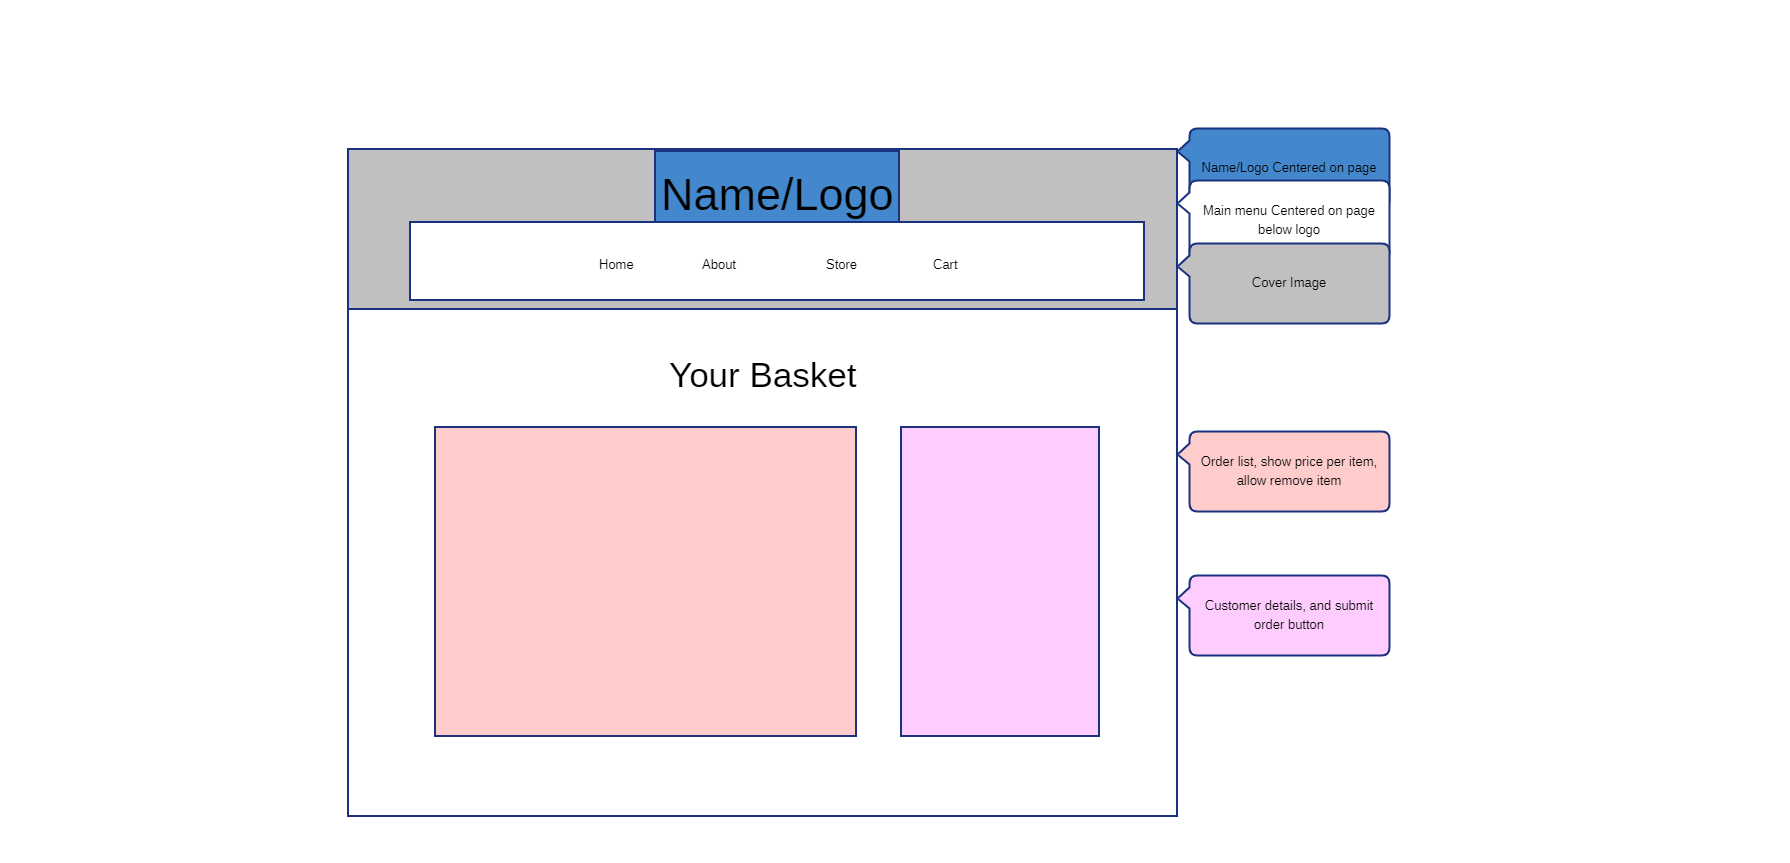 Name/Logo
Home About Store Cart
Your Basket
Name/Logo Centered on page
Main menu Centered on page
below logo
Cover Image
Order list, show price per item,
allow remove item
Customer details, and submit
order button